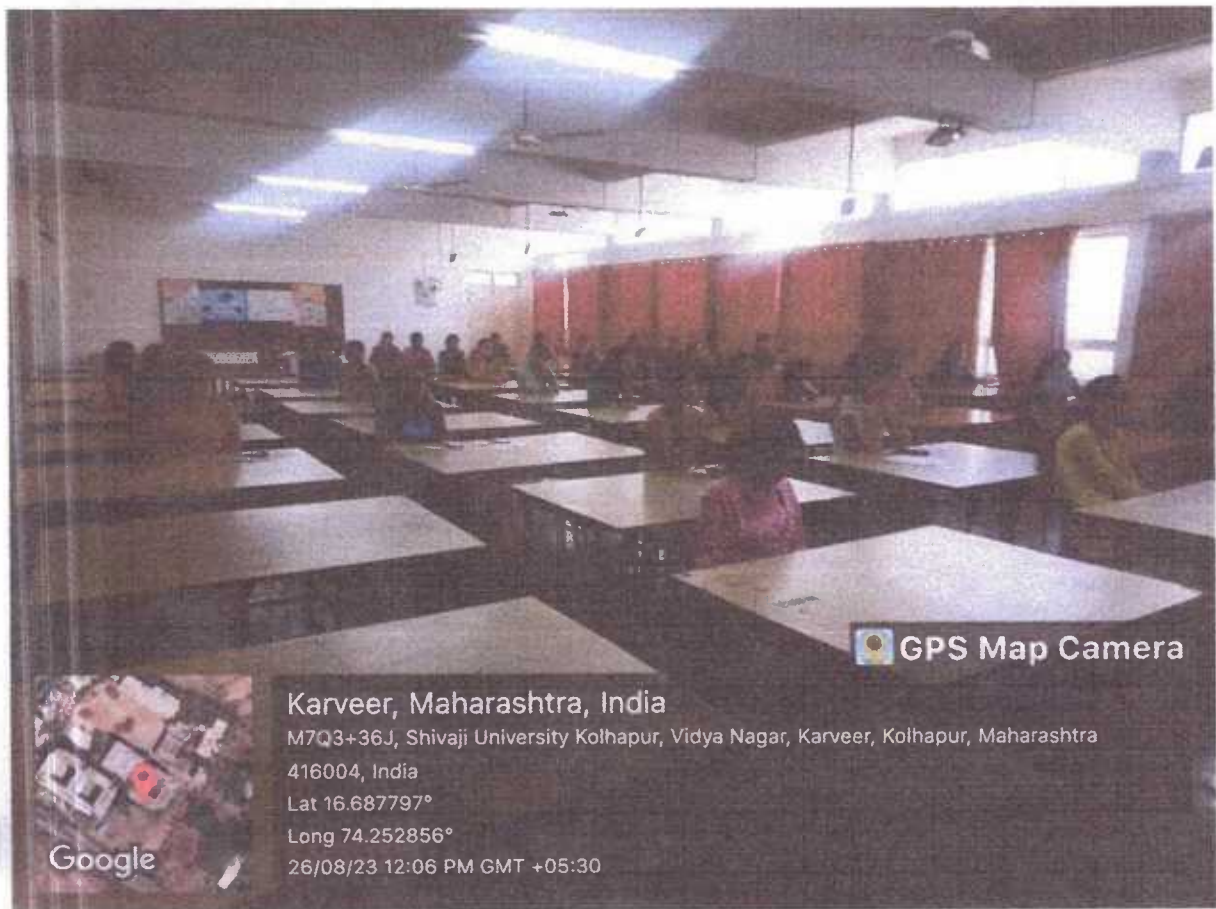 GPS Map Camera
Karveer, Maharashtra, India
M7Q3+36J, Shivaji University Kolhapur, Vidya Nagar, Karveer, Kolhapur, Maharashtra
416004, India
Lat 16.687797°
Long 74.252856°
26/08/23 12:06 PM GMT +05:30
Google